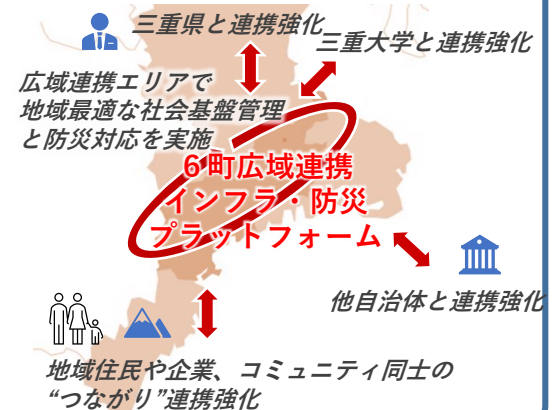 三重県と連携強化
三重大学と連携強化
広域連携エリアで
地域最適な社会基盤管理
と防災対応を実施
6町広域連携
インフラ・防災
プラットフォーム
他自治体と連携強化
地域住民や企業、コミュニティ同士の
“つながり”連携強化